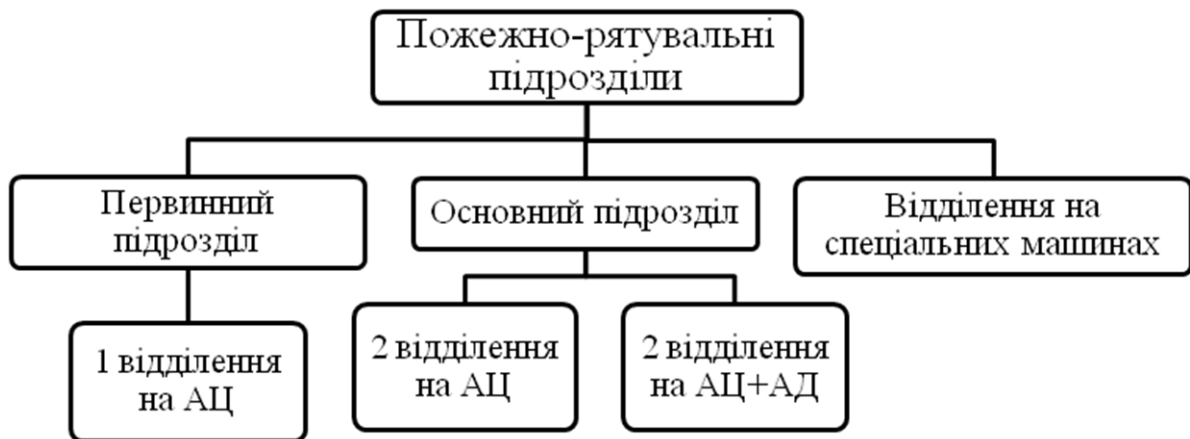 Пожежно-рятувальні
підрозділи
Первинний
підрозділ
Основний підрозділ
Відділення на
спеціальних машинах
1 відділення
на АЦ
2 відділення
на АЦ
2 відділення
на АЦ+АД